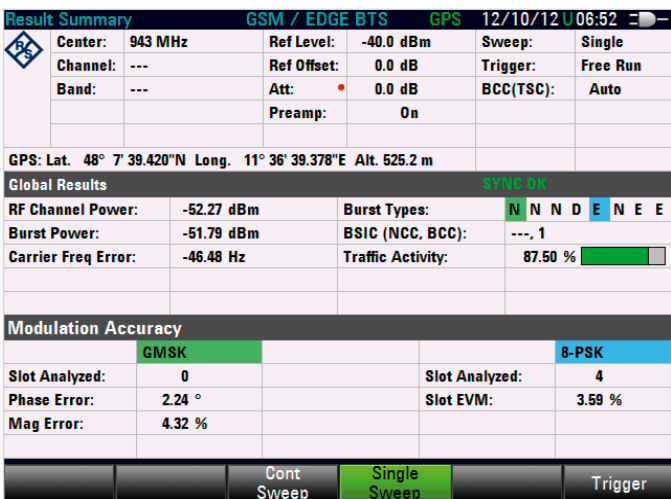 Result Summary GSM / EDGE BTS GPS 12/10/12 U 06:52
R&S Center: 943 MHz Ref Level: -40.0 dBm Sweep: Single
Channel: --- Ref Offset: 0.0 dB Trigger: Free Run
Band: --- Att: 0.0 dB BCC(TSC): Auto
Preamp: On
GPS: Lat. 48° 7' 39.420"N Long. 11° 36' 39.378"E Alt. 525.2 m
Global Results SYNC OK
RF Channel Power: -52.27 dBm Burst Types: N N N D E N E E
Burst Power: -51.79 dBm BSIC (NCC, BCC): ---, 1
Carrier Freq Error: -46.48 Hz Traffic Activity: 87.50 %
Modulation Accuracy
GMSK 8-PSK
Slot Analyzed: 0 Slot Analyzed: 4
Phase Error: 2.24 ° Slot EVM: 3.59 %
Mag Error: 4.32 %
Cont Sweep Single Sweep Trigger